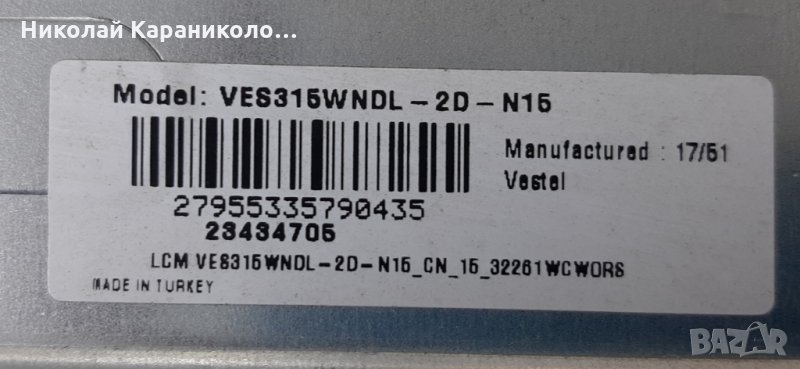 Николай Караниколо...
Model: VES315WNDL-2D-N15
Manufactured : 17/51
Vestel
27955335790435
23434705
LCM VES315WNDL-2D-N15_CN_15_32261WCWORS
MADE IN TURKEY
BAZAR